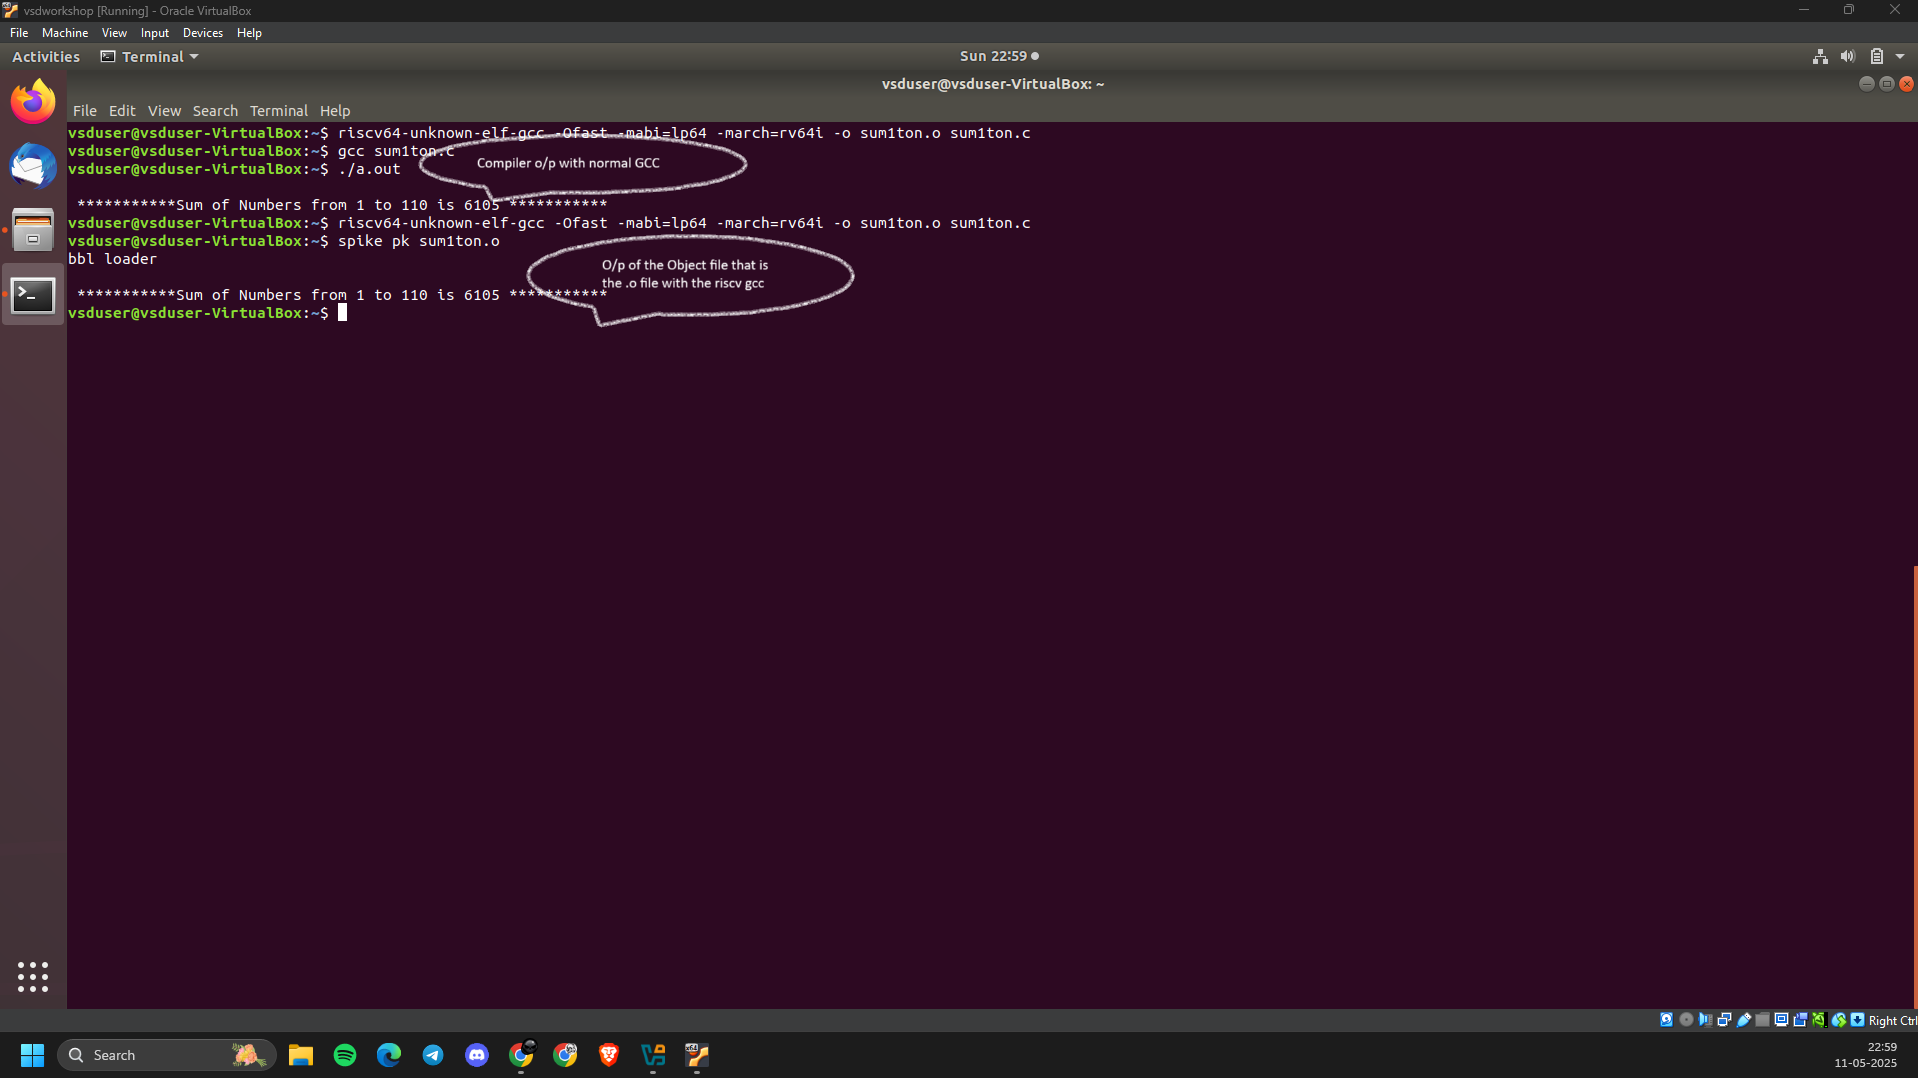 vsdworkshop [Running] - Oracle VirtualBox
File Machine View Input Devices Help
Activities Terminal Sun 22:59
vsduser@vsduser-VirtualBox: ~
File Edit View Search Terminal Help
vsduser@vsduser-VirtualBox:~$ riscv64-unknown-elf-gcc -Ofast -mabi=lp64 -march=rv64i -o sum1ton.o sum1ton.c
vsduser@vsduser-VirtualBox:~$ gcc sum1ton.c
Compiler o/p with normal GCC
vsduser@vsduser-VirtualBox:~$ ./a.out
***********Sum of Numbers from 1 to 110 is 6105 ***********
vsduser@vsduser-VirtualBox:~$ riscv64-unknown-elf-gcc -Ofast -mabi=lp64 -march=rv64i -o sum1ton.o sum1ton.c
vsduser@vsduser-VirtualBox:~$ spike pk sum1ton.o
bbl loader
O/p of the Object file that is
the .o file with the riscv gcc
***********Sum of Numbers from 1 to 110 is 6105 ***********
vsduser@vsduser-VirtualBox:~$
Right Ctrl
Search
22:59
11-05-2025